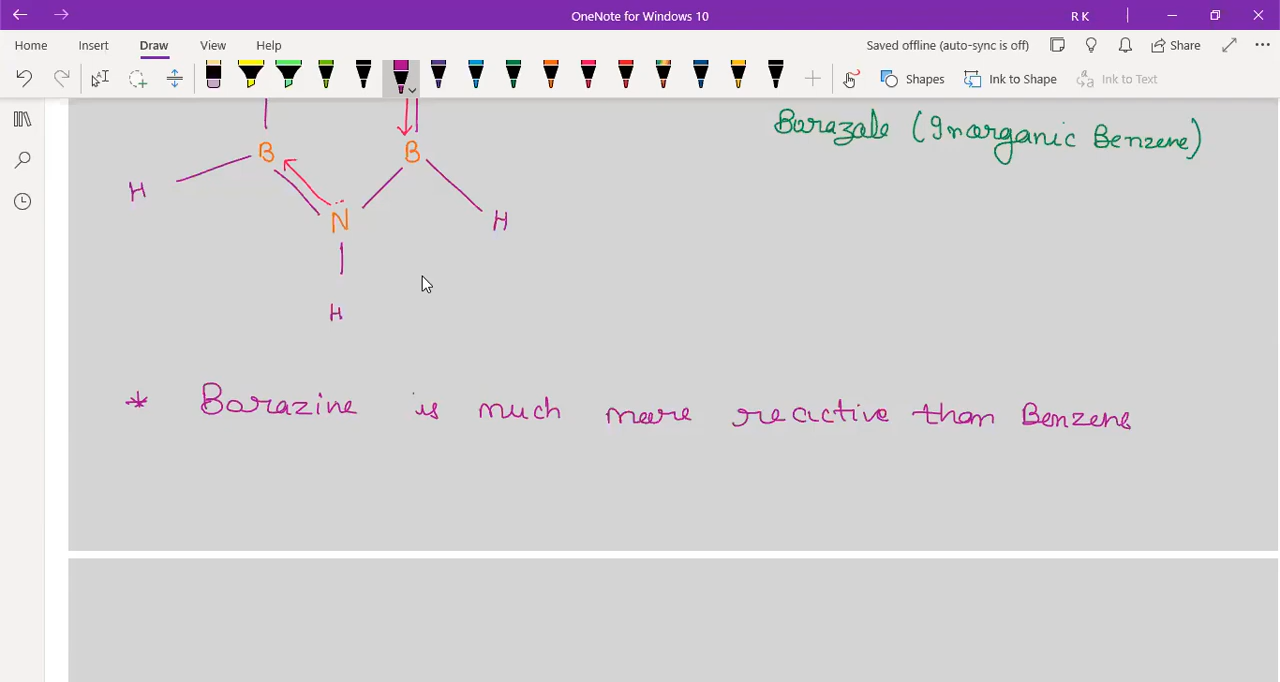 OneNote for Windows 10
R K
Home Insert Draw View Help
Saved offline (auto-sync is off) Share
Shapes Ink to Shape Ink to Text
Borazole (Inorganic Benzene)
B B
H
N
H
H
* Borazine is much more reactive than Benzene